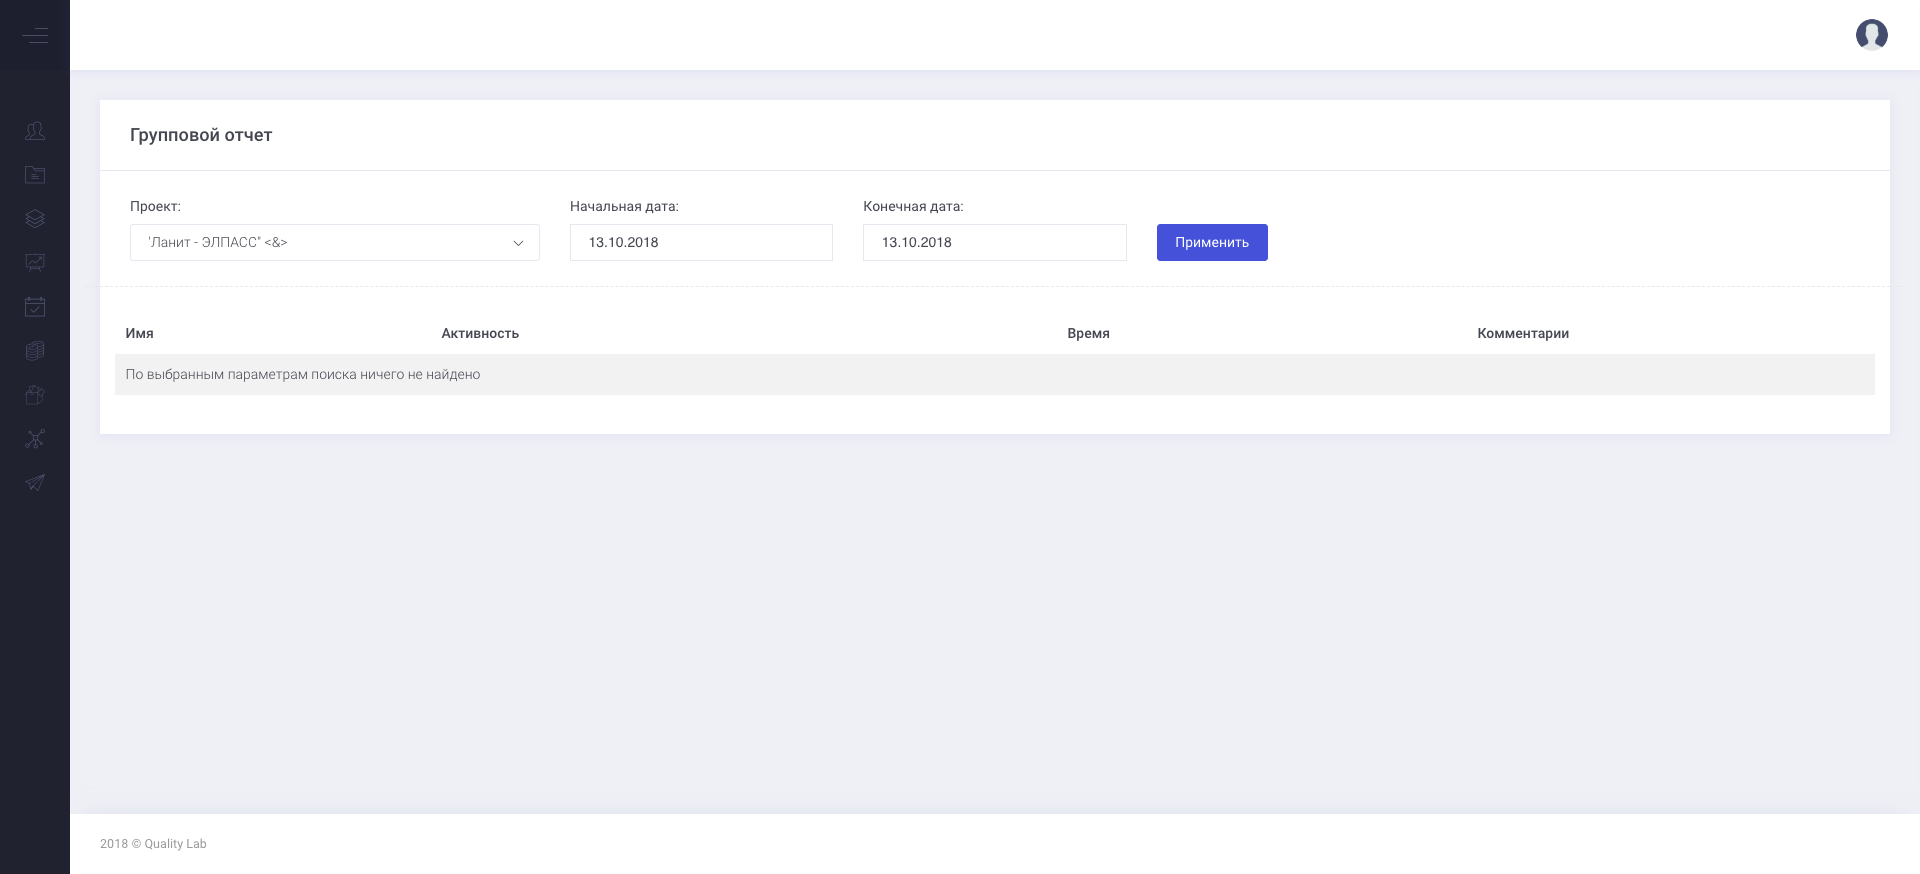 Групповой отчет
Проект: Начальная дата: Конечная дата:
'Ланит - ЭЛПАСС" <&> 13.10.2018 13.10.2018 Применить
Имя Активность Время Комментарии
По выбранным параметрам поиска ничего не найдено
2018 © Quality Lab